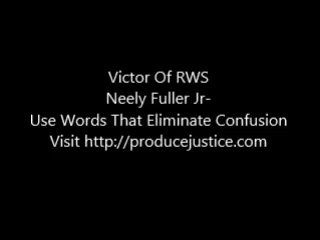 Victor Of RWS
Neely Fuller Jr-
Use Words That Eliminate Confusion
Visit http://producejustice.com